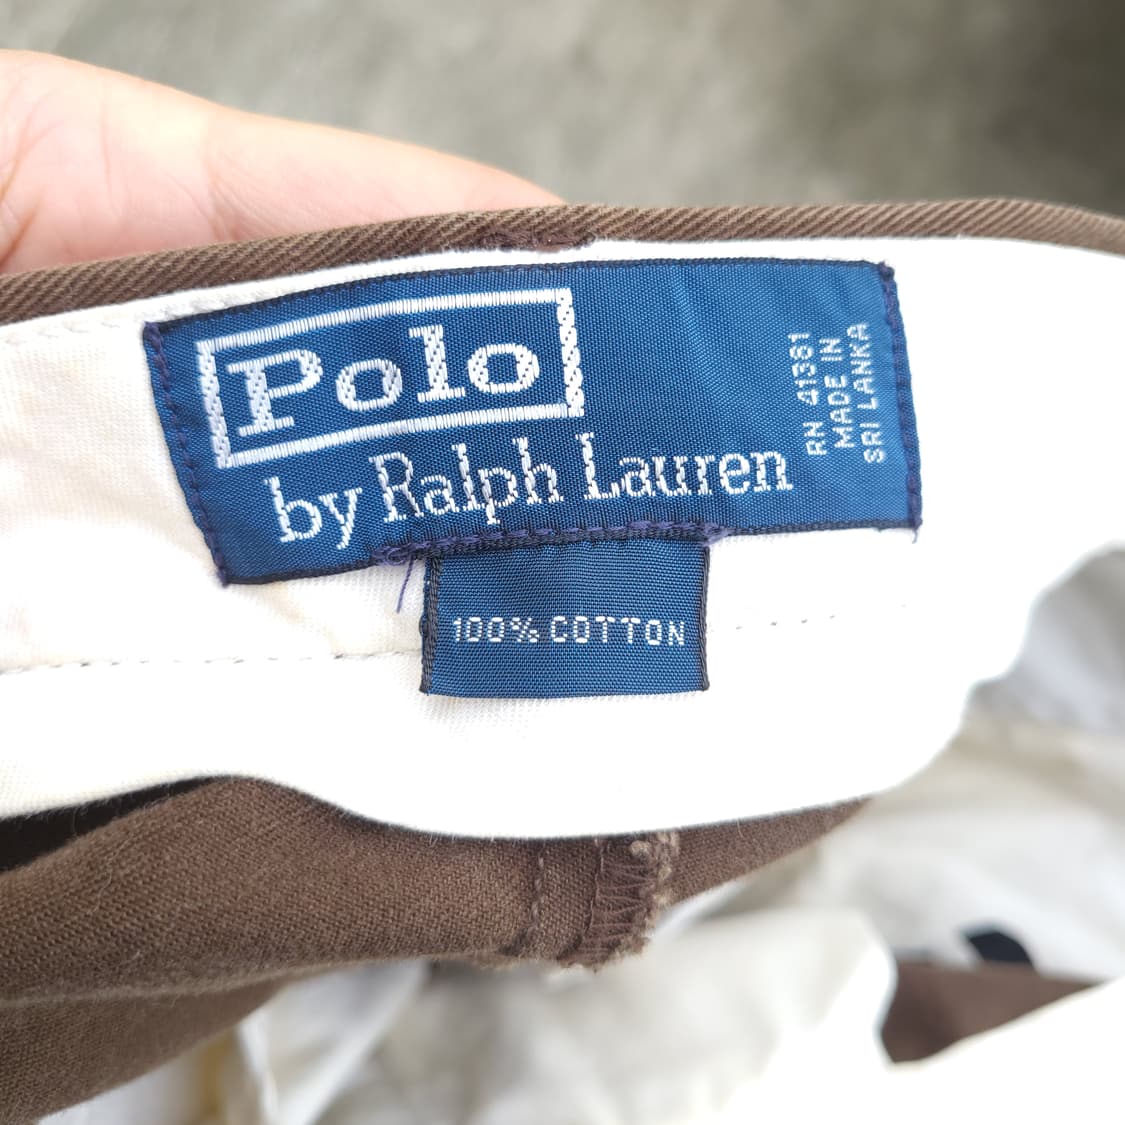 Polo
by Ralph Lauren
RN 41381
MADE IN
SRI LANKA
100% COTTON